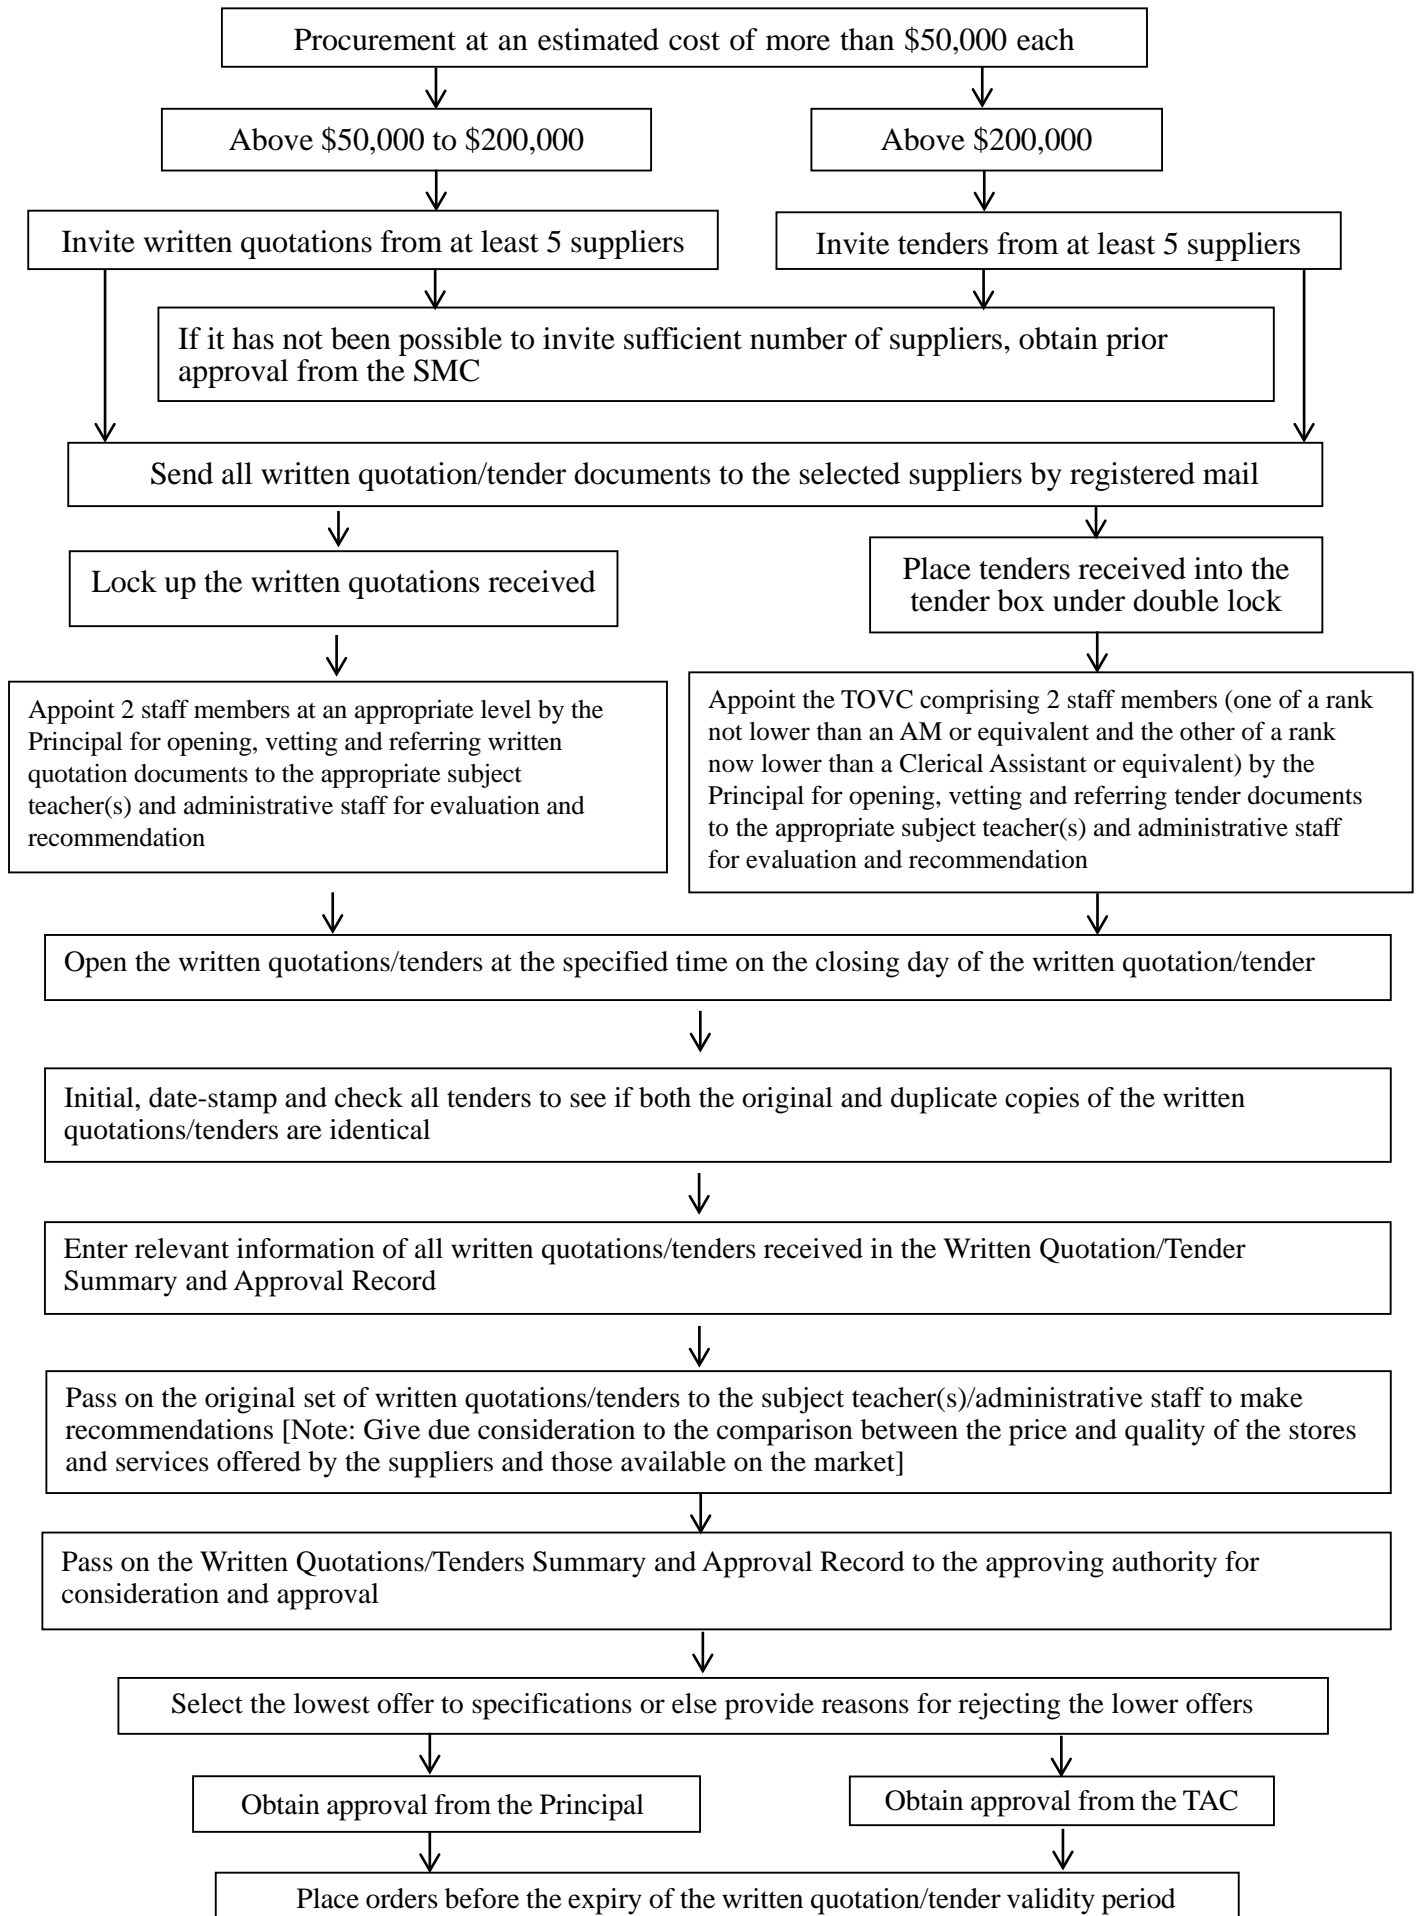 Procurement at an estimated cost of more than $50,000 each
Above $50,000 to $200,000
Above $200,000
Invite written quotations from at least 5 suppliers
Invite tenders from at least 5 suppliers
If it has not been possible to invite sufficient number of suppliers, obtain prior
approval from the SMC
Send all written quotation/tender documents to the selected suppliers by registered mail
Lock up the written quotations received
Place tenders received into the
tender box under double lock
Appoint 2 staff members at an appropriate level by the
Principal for opening, vetting and referring written
quotation documents to the appropriate subject
teacher(s) and administrative staff for evaluation and
recommendation
Appoint the TOVC comprising 2 staff members (one of a rank
not lower than an AM or equivalent and the other of a rank
now lower than a Clerical Assistant or equivalent) by the
Principal for opening, vetting and referring tender documents
to the appropriate subject teacher(s) and administrative staff
for evaluation and recommendation
Open the written quotations/tenders at the specified time on the closing day of the written quotation/tender
Initial, date-stamp and check all tenders to see if both the original and duplicate copies of the written
quotations/tenders are identical
Enter relevant information of all written quotations/tenders received in the Written Quotation/Tender
Summary and Approval Record
Pass on the original set of written quotations/tenders to the subject teacher(s)/administrative staff to make
recommendations [Note: Give due consideration to the comparison between the price and quality of the stores
and services offered by the suppliers and those available on the market]
Pass on the Written Quotations/Tenders Summary and Approval Record to the approving authority for
consideration and approval
Select the lowest offer to specifications or else provide reasons for rejecting the lower offers
Obtain approval from the Principal
Obtain approval from the TAC
Place orders before the expiry of the written quotation/tender validity period